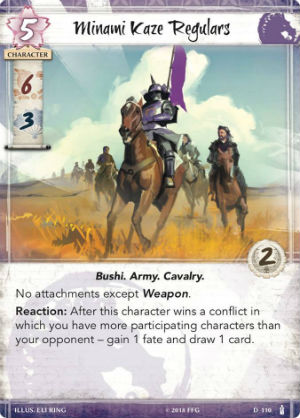 5
Minami Kaze Regulars
CHARACTER
6
3
2
Bushi. Army. Cavalry.
No attachments except Weapon.
Reaction: After this character wins a conflict in
which you have more participating characters than
your opponent – gain 1 fate and draw 1 card.
ILLUS. ELI RING © 2018 FFG D 110